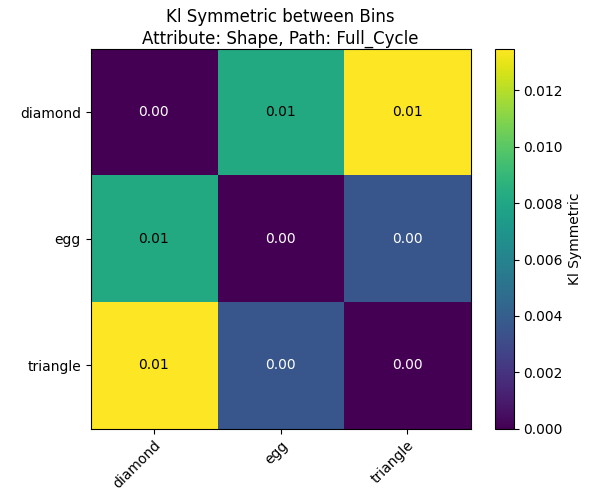 Kl Symmetric between Bins
Attribute: Shape, Path: Full_Cycle
diamond
egg
triangle
0.00 0.01 0.01
0.01 0.00 0.00
0.01 0.00 0.00
diamond
egg
triangle
0.012
0.010
0.008
0.006
0.004
0.002
0.000
Kl Symmetric